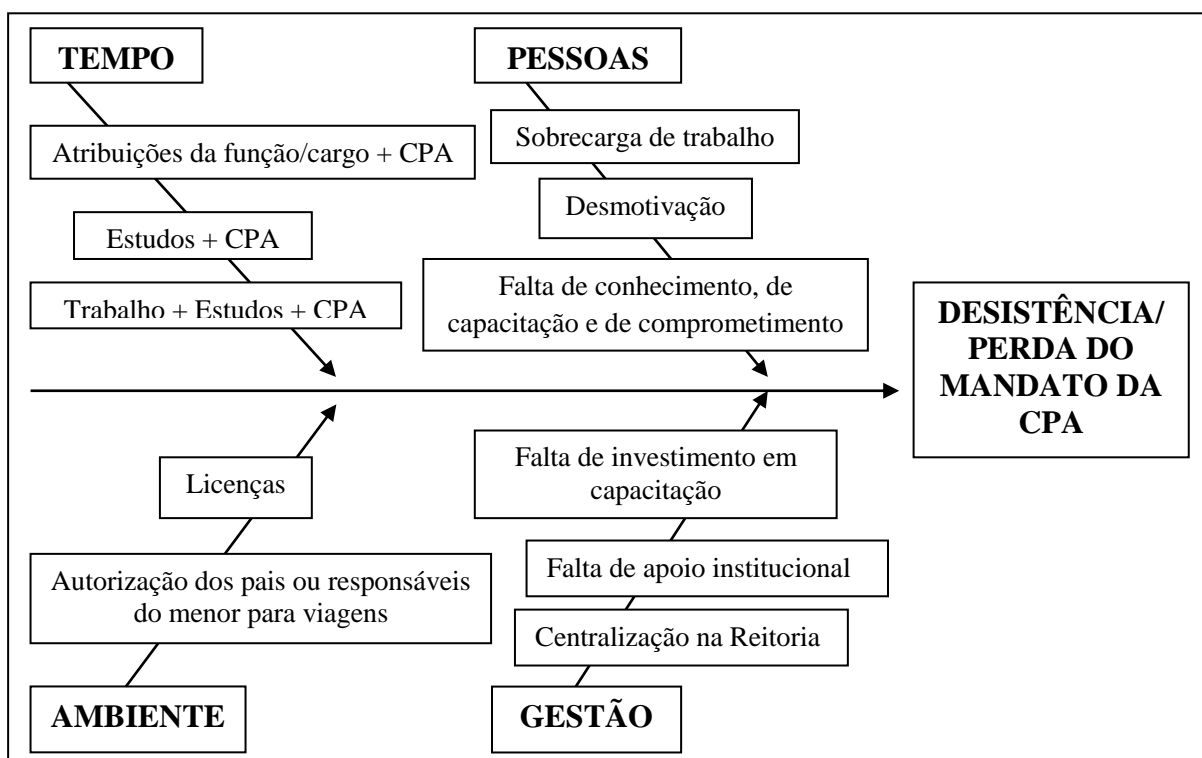 TEMPO
Atribuições da função/cargo + CPA
Estudos + CPA
Trabalho + Estudos + CPA
PESSOAS
Sobrecarga de trabalho
Desmotivação
Falta de conhecimento, de
capacitação e de comprometimento
DESISTÊNCIA/
PERDA DO
MANDATO DA
CPA
Licenças
Autorização dos pais ou responsáveis
do menor para viagens
AMBIENTE
Falta de investimento em
capacitação
Falta de apoio institucional
Centralização na Reitoria
GESTÃO